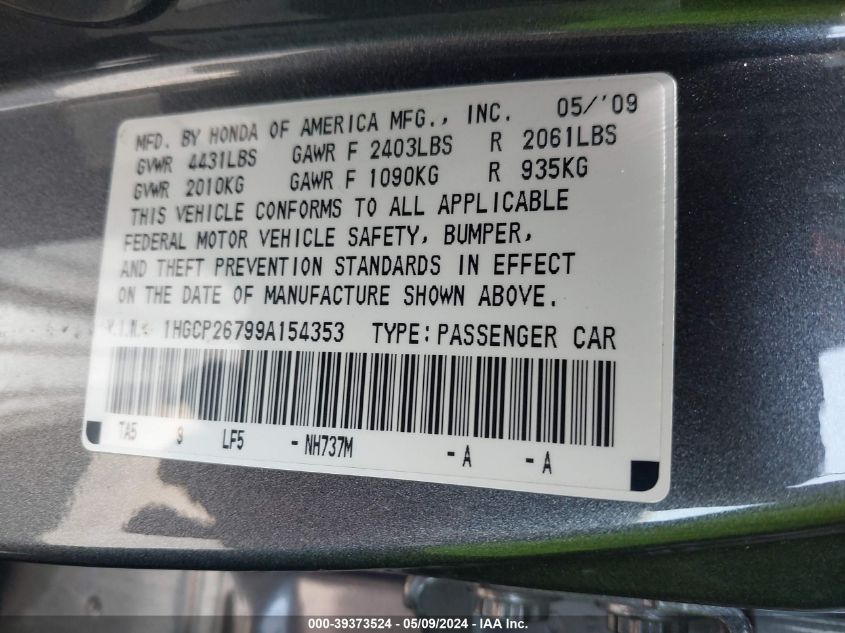 MFD. BY HONDA OF AMERICA MFG., INC. 05/'09
GVWR 4431LBS GAWR F 2403LBS R 2061LBS
GVWR 2010KG GAWR F 1090KG R 935KG
THIS VEHICLE CONFORMS TO ALL APPLICABLE
FEDERAL MOTOR VEHICLE SAFETY, BUMPER,
AND THEFT PREVENTION STANDARDS IN EFFECT
ON THE DATE OF MANUFACTURE SHOWN ABOVE.
V.I.N.: 1HGCP26799A154353 TYPE:PASSENGER CAR
TA5 9 LF5 - NH737M - A - A
000-39373524 - 05/09/2024 - IAA Inc.